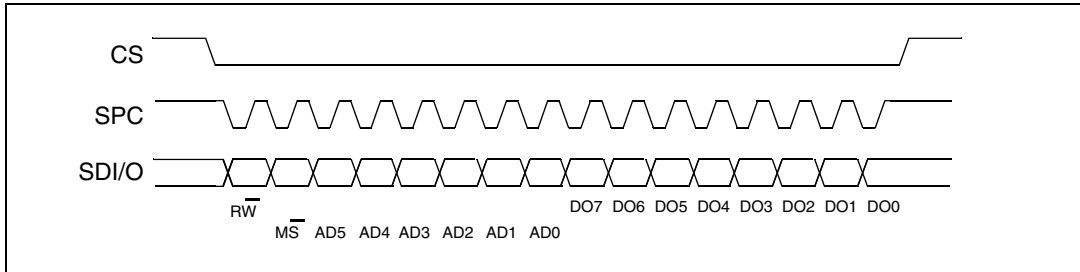 CS
SPC
SDI/O
RW DO7 DO6 DO5 DO4 DO3 DO2 DO1 DO0
MS AD5 AD4 AD3 AD2 AD1 AD0